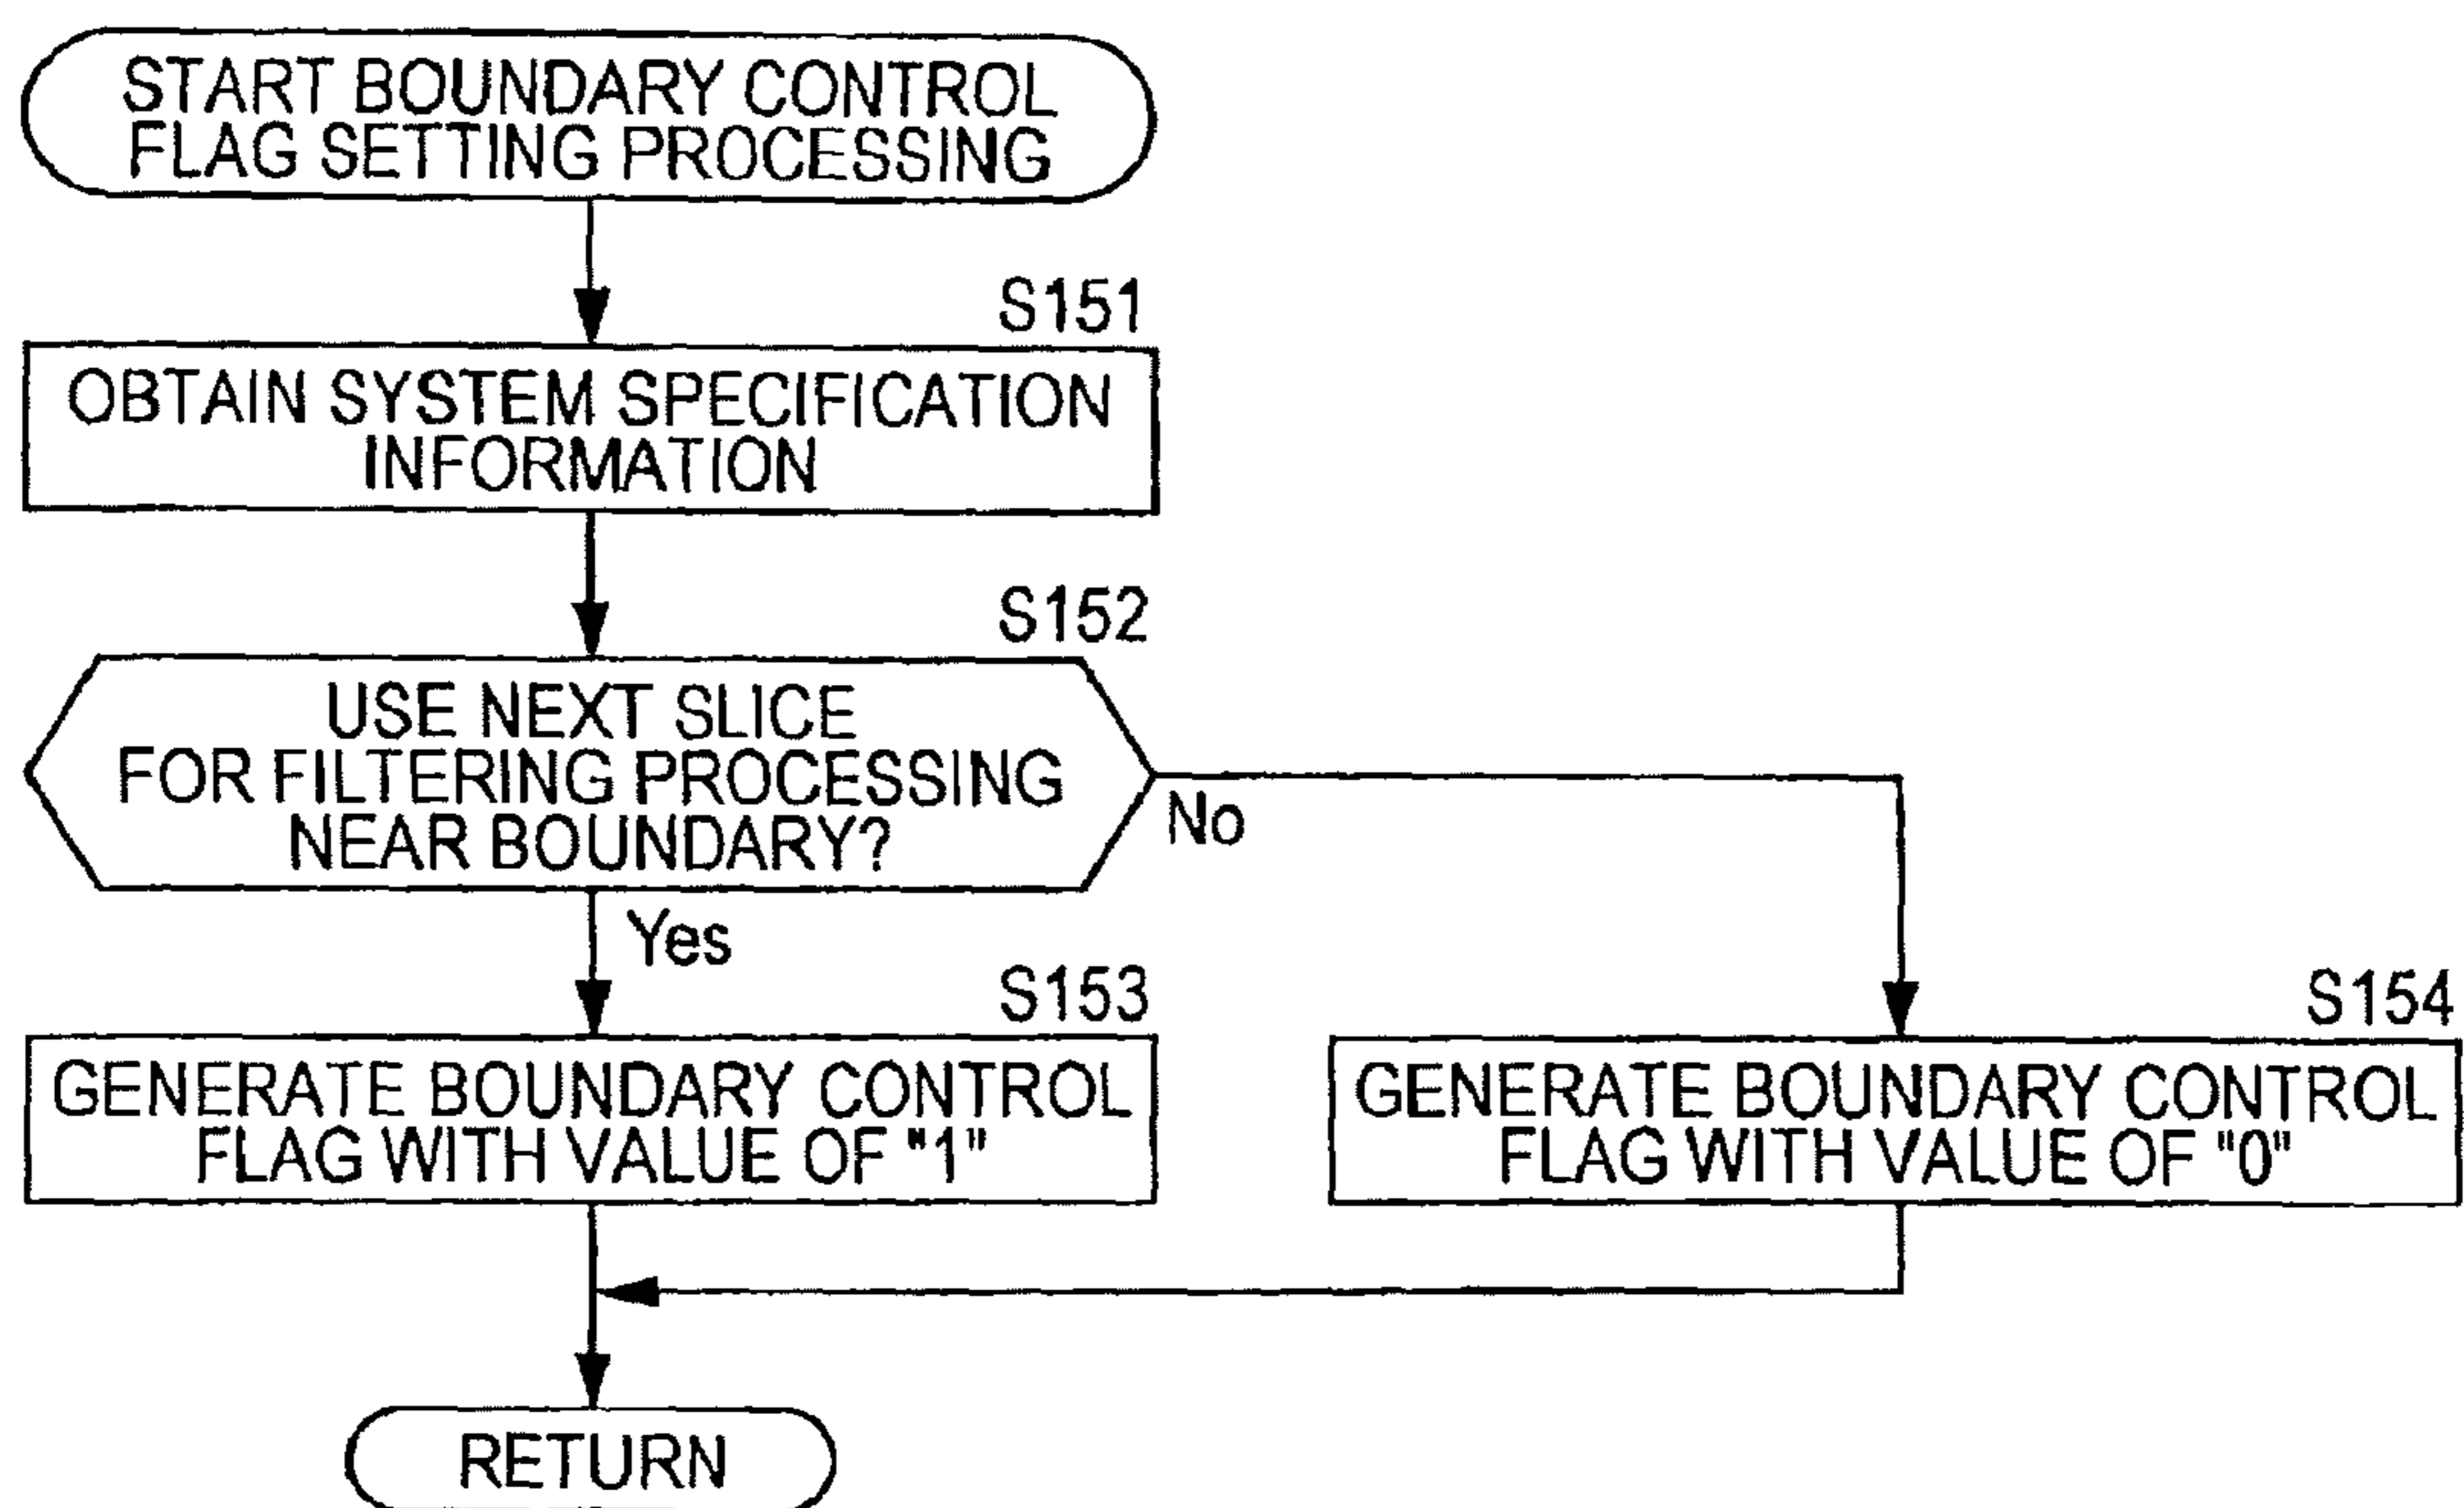 START BOUNDARY CONTROL
FLAG SETTING PROCESSING
S151
OBTAIN SYSTEM SPECIFICATION
INFORMATION
S152
USE NEXT SLICE
FOR FILTERING PROCESSING
NEAR BOUNDARY?
No
Yes
S153
GENERATE BOUNDARY CONTROL
FLAG WITH VALUE OF "1"
S154
GENERATE BOUNDARY CONTROL
FLAG WITH VALUE OF "0"
RETURN